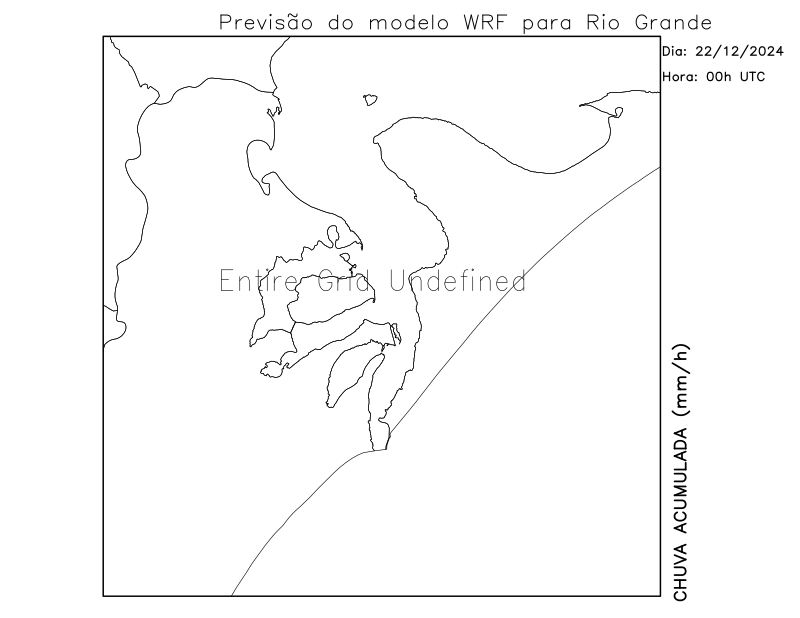 Previsão do modelo WRF para Rio Grande
Dia: 22/12/2024
Hora: 00h UTC
Entire Grid Undefined
CHUVA ACUMULADA (mm/h)